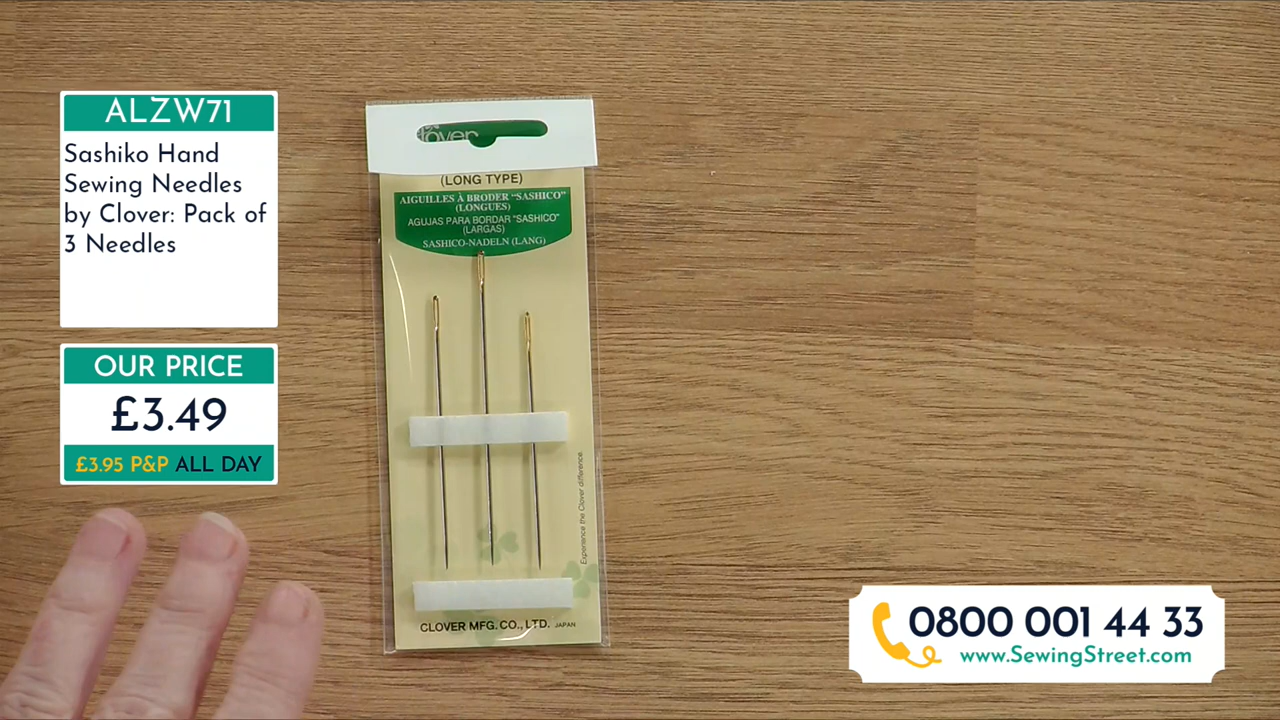 ALZW71
Sashiko Hand
Sewing Needles
by Clover: Pack of
3 Needles
OUR PRICE
£3.49
£3.95 P&P ALL DAY
Clover
(LONG TYPE)
AIGUILLES À BRODER “SASHICO”
(LONGUES)
AGUJAS PARA BORDAR "SASHICO"
(LARGAS)
SASHICO-NADELN (LANG)
Experience the Clover difference.
CLOVER MFG. CO., LTD. JAPAN
0800 001 44 33
www.SewingStreet.com